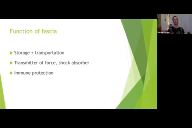 Function of fascia
Storage + transportation
Transmitter of force, shock absorber
Immune protection